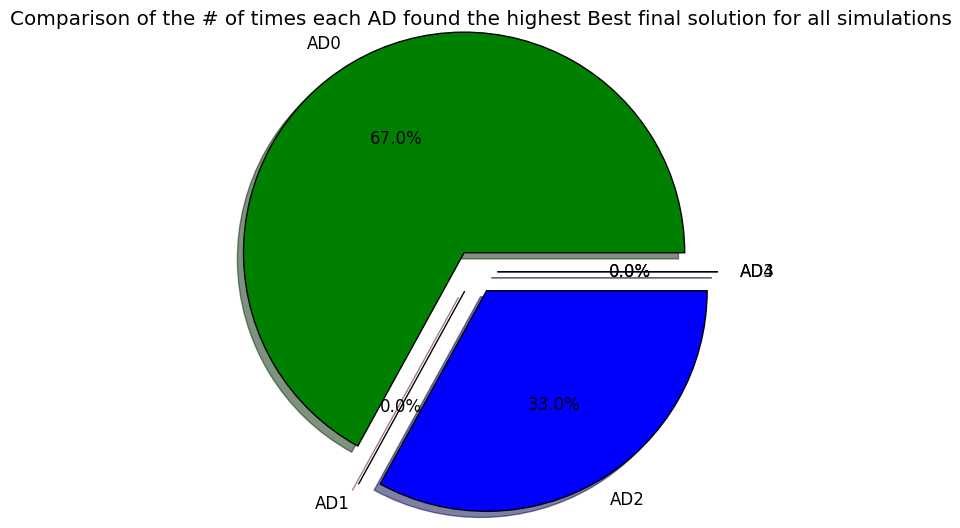 Comparison of the # of times each AD found the highest Best final solution for all simulations
AD0
67.0%
0.0%
0.0%
33.0%
AD1
AD2